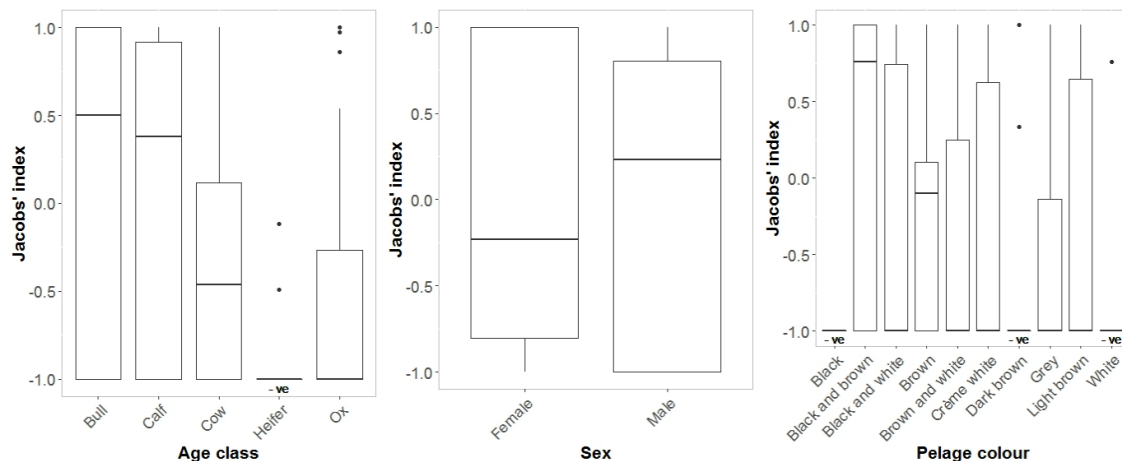 Jacobs' index
1.0
0.5
0.0
-0.5
-1.0
- ve
Bull
Calf
Cow
Heifer
Ox
Age class
Jacobs' index
1.0
0.5
0.0
-0.5
-1.0
Female
Male
Sex
Jacobs' index
1.0
0.5
0.0
-0.5
-1.0
- ve
- ve
- ve
Black
Black and brown
Black and white
Brown
Brown and white
Crème white
Dark brown
Grey
Light brown
White
Pelage colour